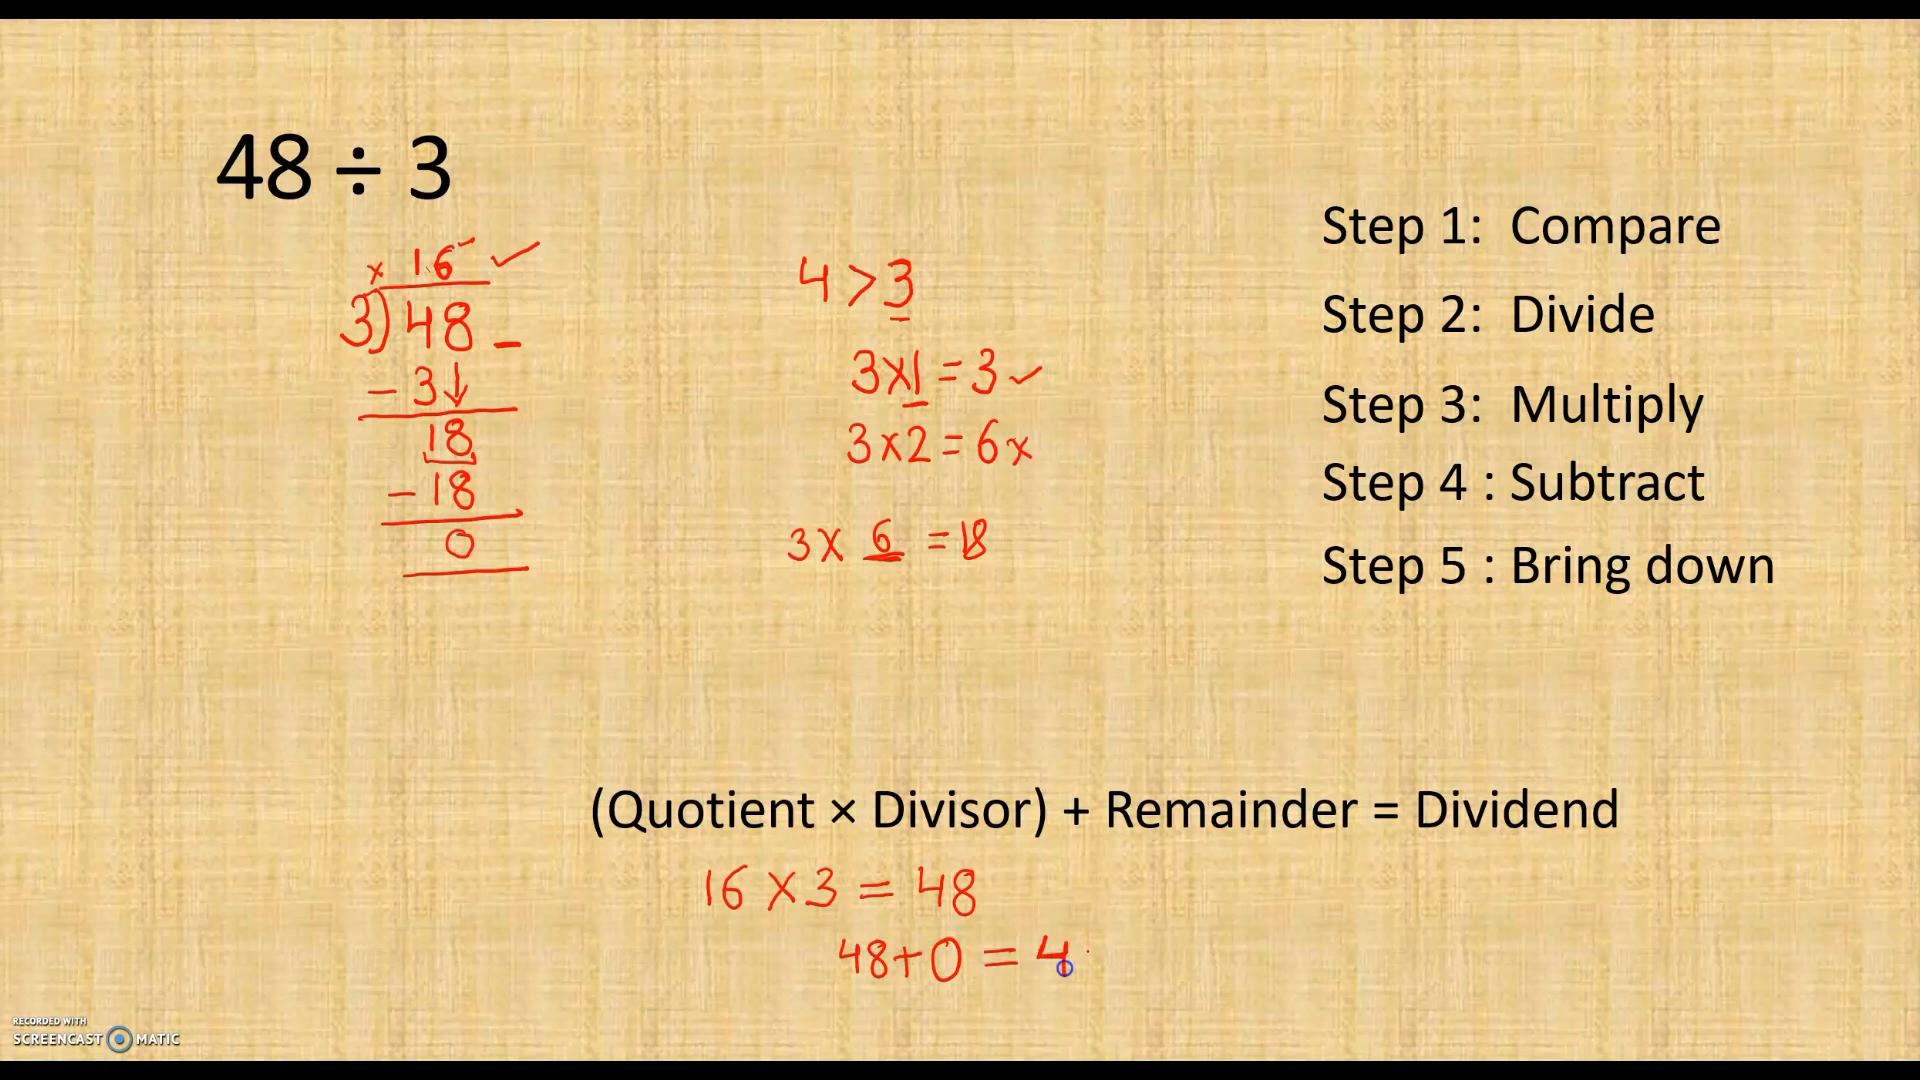 48 ÷ 3
× 16
3) 48
- 3↓
18
- 18
0
4 > 3
3×1 = 3 ✓
3×2 = 6 ×
3× 6 = 18
Step 1: Compare
Step 2: Divide
Step 3: Multiply
Step 4 : Subtract
Step 5 : Bring down
(Quotient × Divisor) + Remainder = Dividend
16 × 3 = 48
48+0 = 4
RECORDED WITH
SCREENCAST MATIC